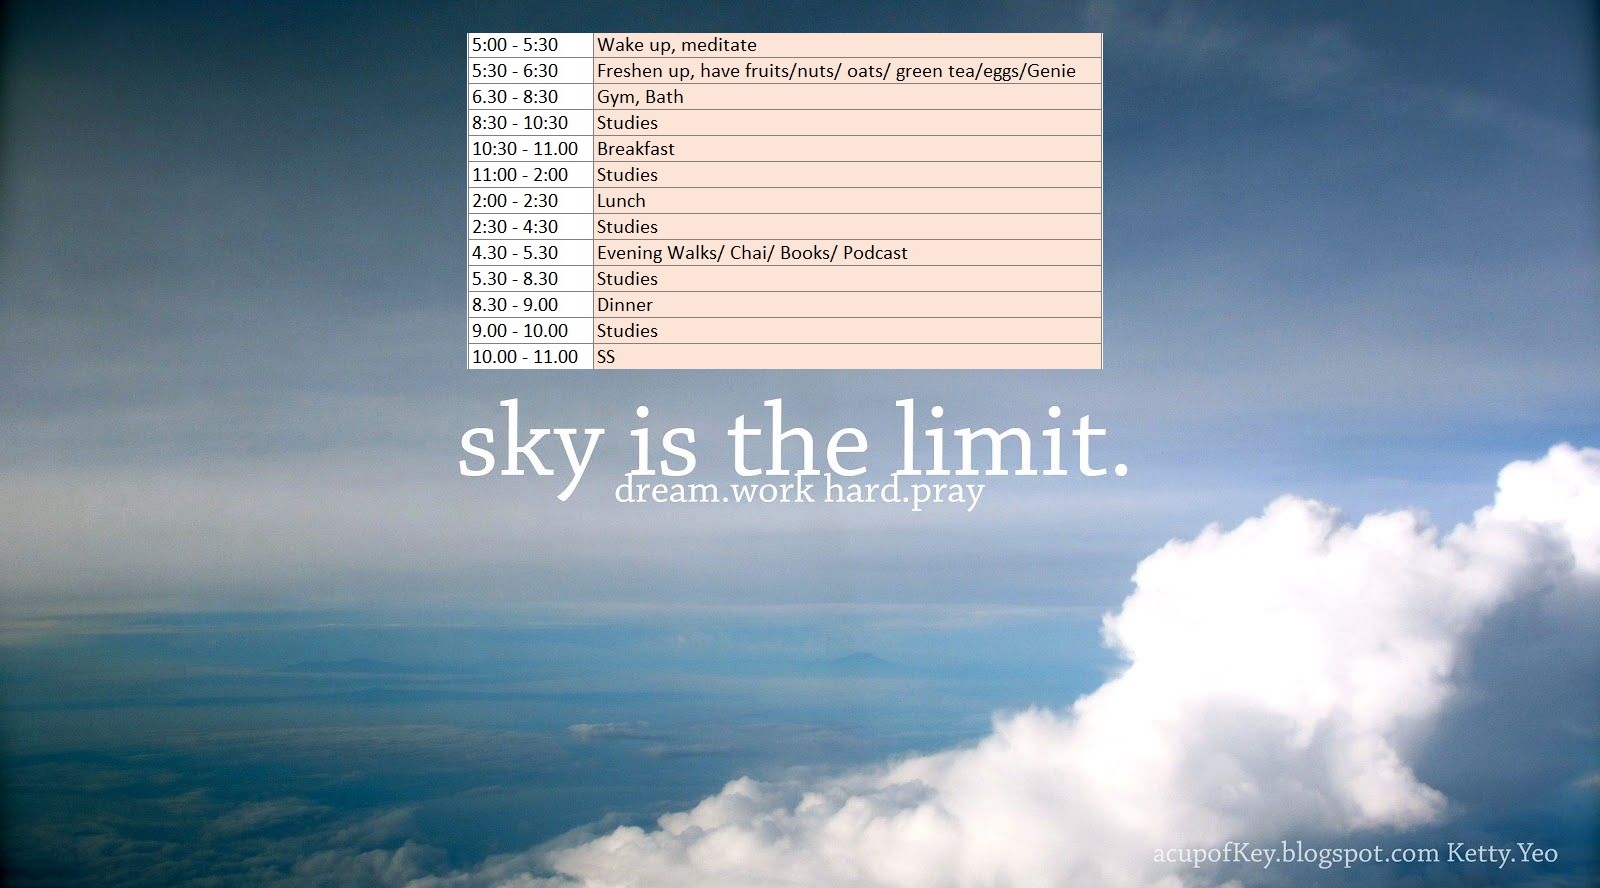 5:00 - 5:30 Wake up, meditate
5:30 - 6:30 Freshen up, have fruits/nuts/ oats/ green tea/eggs/Genie
6.30 - 8:30 Gym, Bath
8:30 - 10:30 Studies
10:30 - 11.00 Breakfast
11:00 - 2:00 Studies
2:00 - 2:30 Lunch
2:30 - 4:30 Studies
4.30 - 5.30 Evening Walks/ Chai/ Books/ Podcast
5.30 - 8.30 Studies
8.30 - 9.00 Dinner
9.00 - 10.00 Studies
10.00 - 11.00 SS
sky is the limit.
dream.work hard.pray
acupofKey.blogspot.com Ketty.Yeo